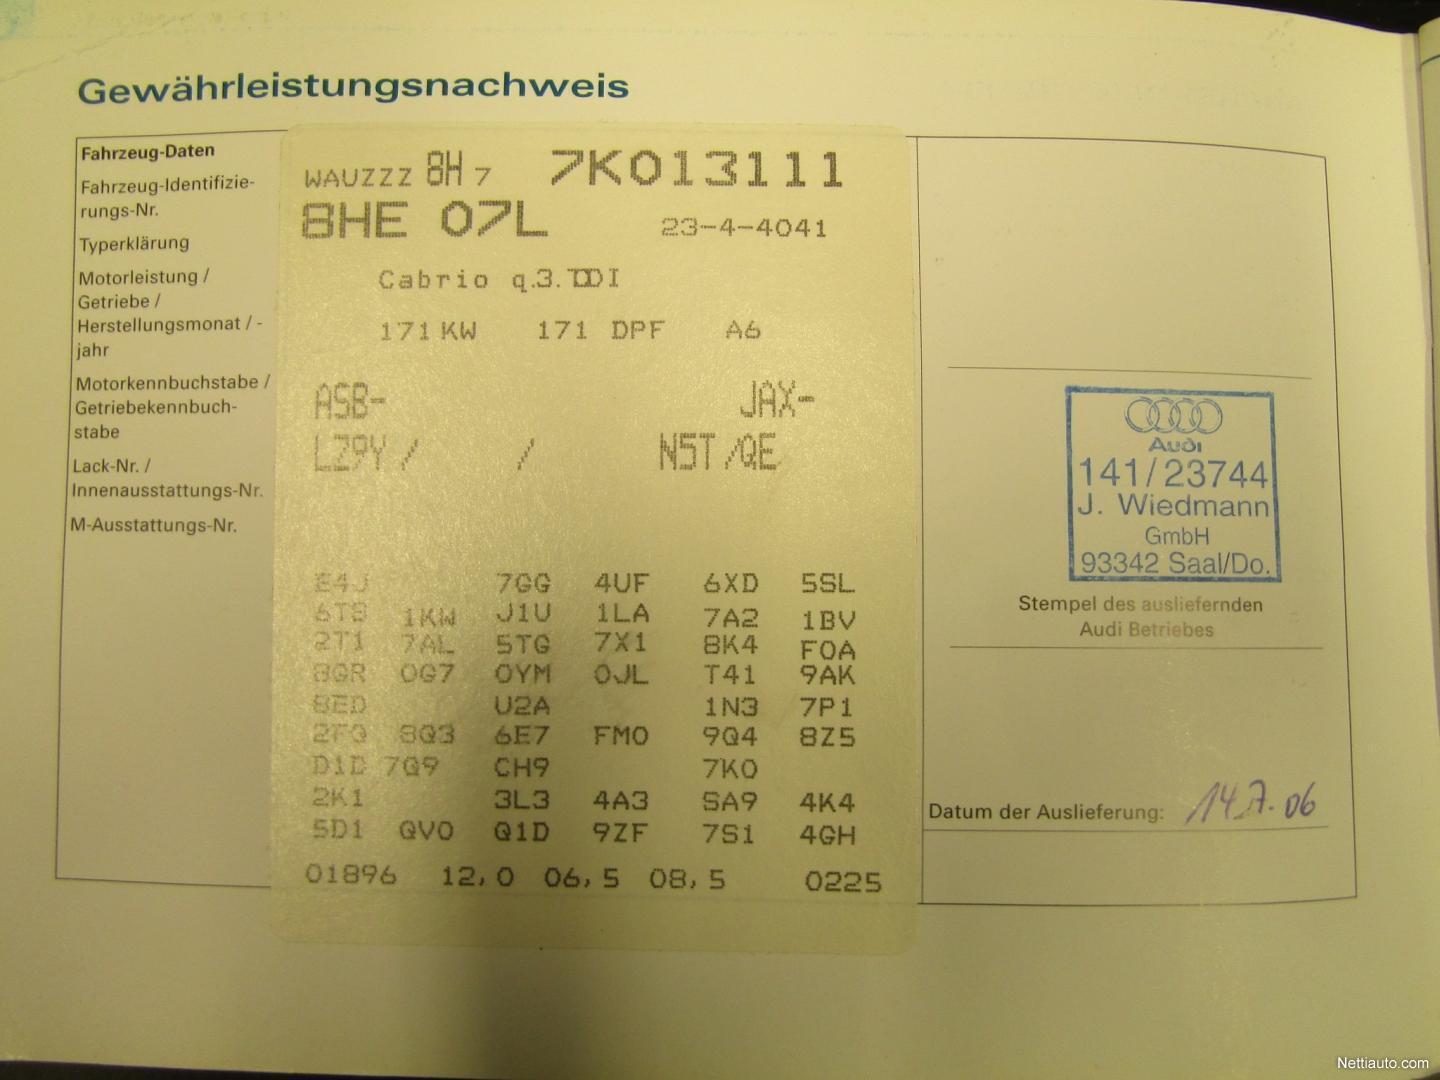 Gewährleistungsnachweis
Fahrzeug-Daten
Fahrzeug-Identifizie-
rungs-Nr.
Typerklärung
Motorleistung /
Getriebe /
Herstellungsmonat / -
jahr
Motorkennbuchstabe /
Getriebekennbuch-
stabe
Lack-Nr. /
Innenausstattungs-Nr.
M-Ausstattungs-Nr.
WAUZZZ 8H 7 7K013111
8HE 07L 23-4-4041
Cabrio q.3.TDI
171 KW 171 DPF A6
ASB- JAX-
LZ9Y / / N5T /QE
E4J 7GG 4UF 6XD 5SL
6T8 1KW J1U 1LA 7A2 1BV
2T1 7AL 5TG 7X1 8K4 F0A
8GR 0G7 0YM 0JL T41 9AK
8ED U2A 1N3 7P1
2FQ 8Q3 6E7 FM0 9Q4 8Z5
D1D 7Q9 CH9 7K0
2K1 3L3 4A3 SA9 4K4
5D1 QV0 Q1D 9ZF 7S1 4GH
01896 12,0 06,5 08,5 0225
Audi
141/23744
J. Wiedmann
GmbH
93342 Saal/Do.
Stempel des ausliefernden
Audi Betriebes
Datum der Auslieferung: 14.7.06
Nettiauto.com